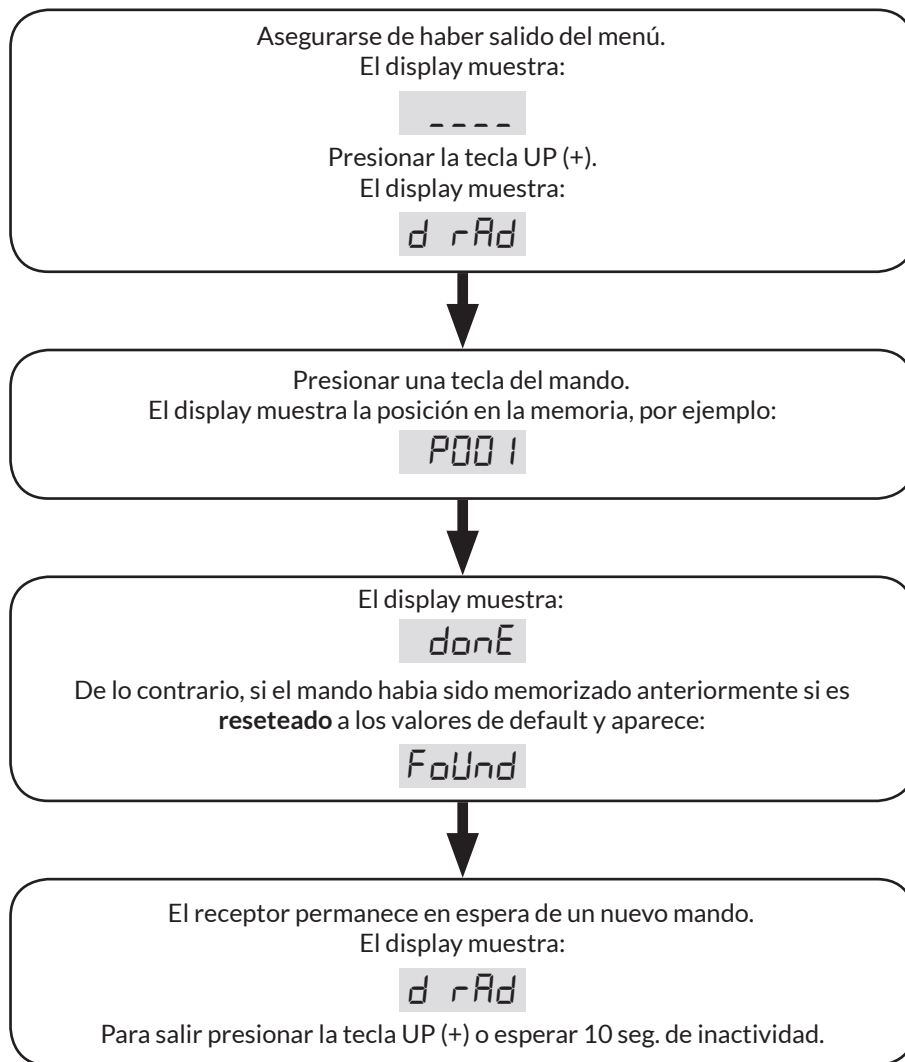 Asegurarse de haber salido del menú.
El display muestra:
_ _ _ _
Presionar la tecla UP (+).
El display muestra:
d rAd
Presionar una tecla del mando.
El display muestra la posición en la memoria, por ejemplo:
P001
El display muestra:
donE
De lo contrario, si el mando habia sido memorizado anteriormente si es
reseteado a los valores de default y aparece:
FoUnd
El receptor permanece en espera de un nuevo mando.
El display muestra:
d rAd
Para salir presionar la tecla UP (+) o esperar 10 seg. de inactividad.